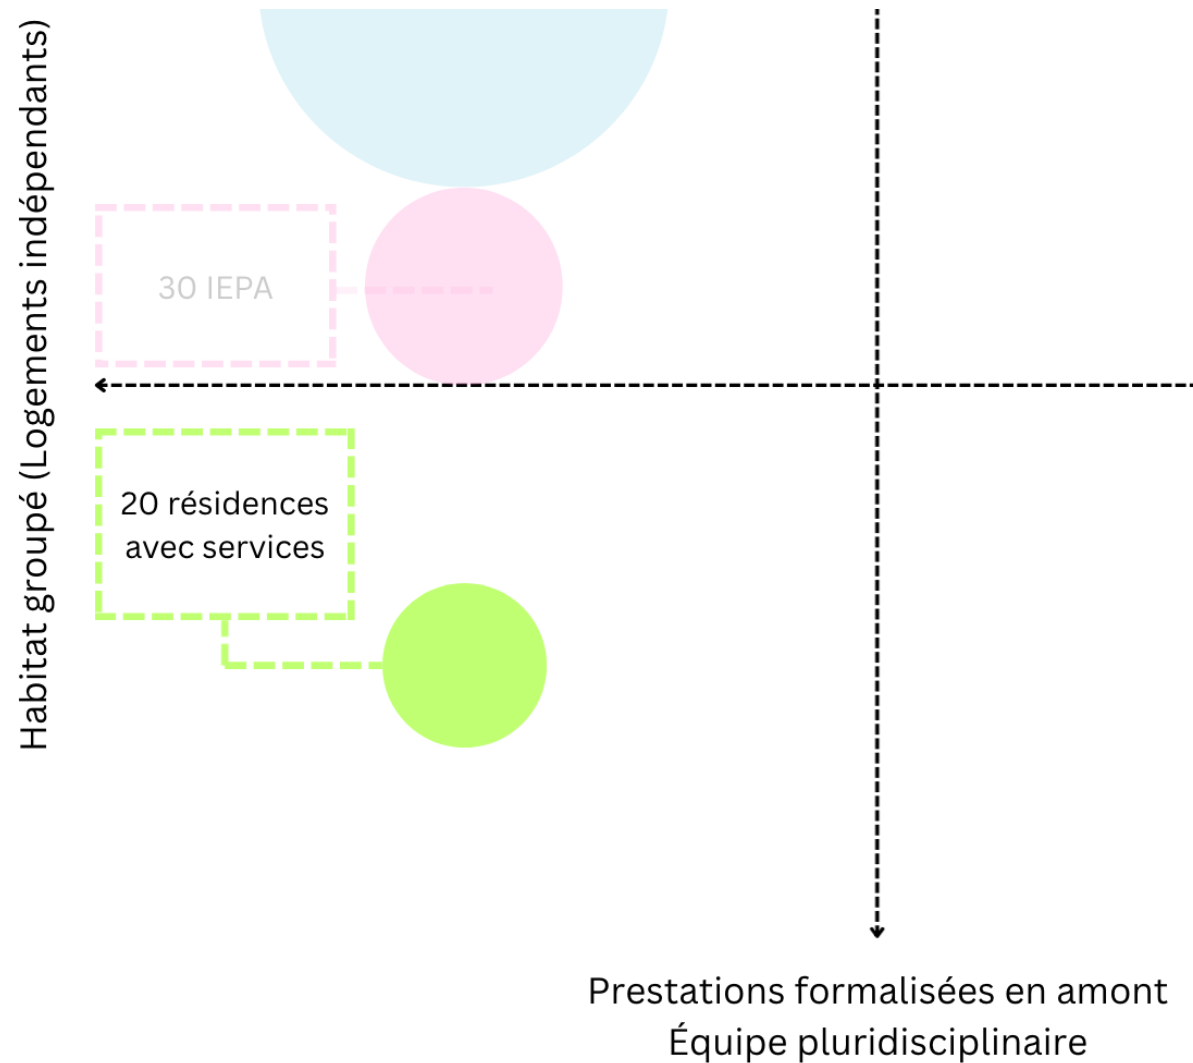 Habitat groupé (Logements indépendants)
30 IEPA
20 résidences
avec services
Prestations formalisées en amont
Équipe pluridisciplinaire